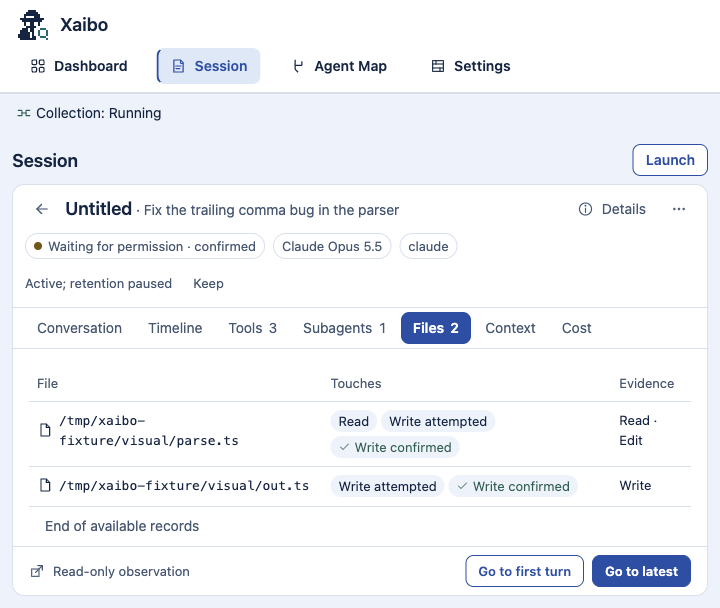 Xaibo
Dashboard Session Agent Map Settings
Collection: Running
Session Launch
Untitled · Fix the trailing comma bug in the parser Details
Waiting for permission · confirmed Claude Opus 5.5 claude
Active; retention paused Keep
Conversation Timeline Tools 3 Subagents 1 Files 2 Context Cost
File Touches Evidence
/tmp/xaibo-
fixture/visual/parse.ts
Read Write attempted
Write confirmed
Read ·
Edit
/tmp/xaibo-fixture/visual/out.ts Write attempted Write confirmed Write
End of available records
Read-only observation Go to first turn Go to latest